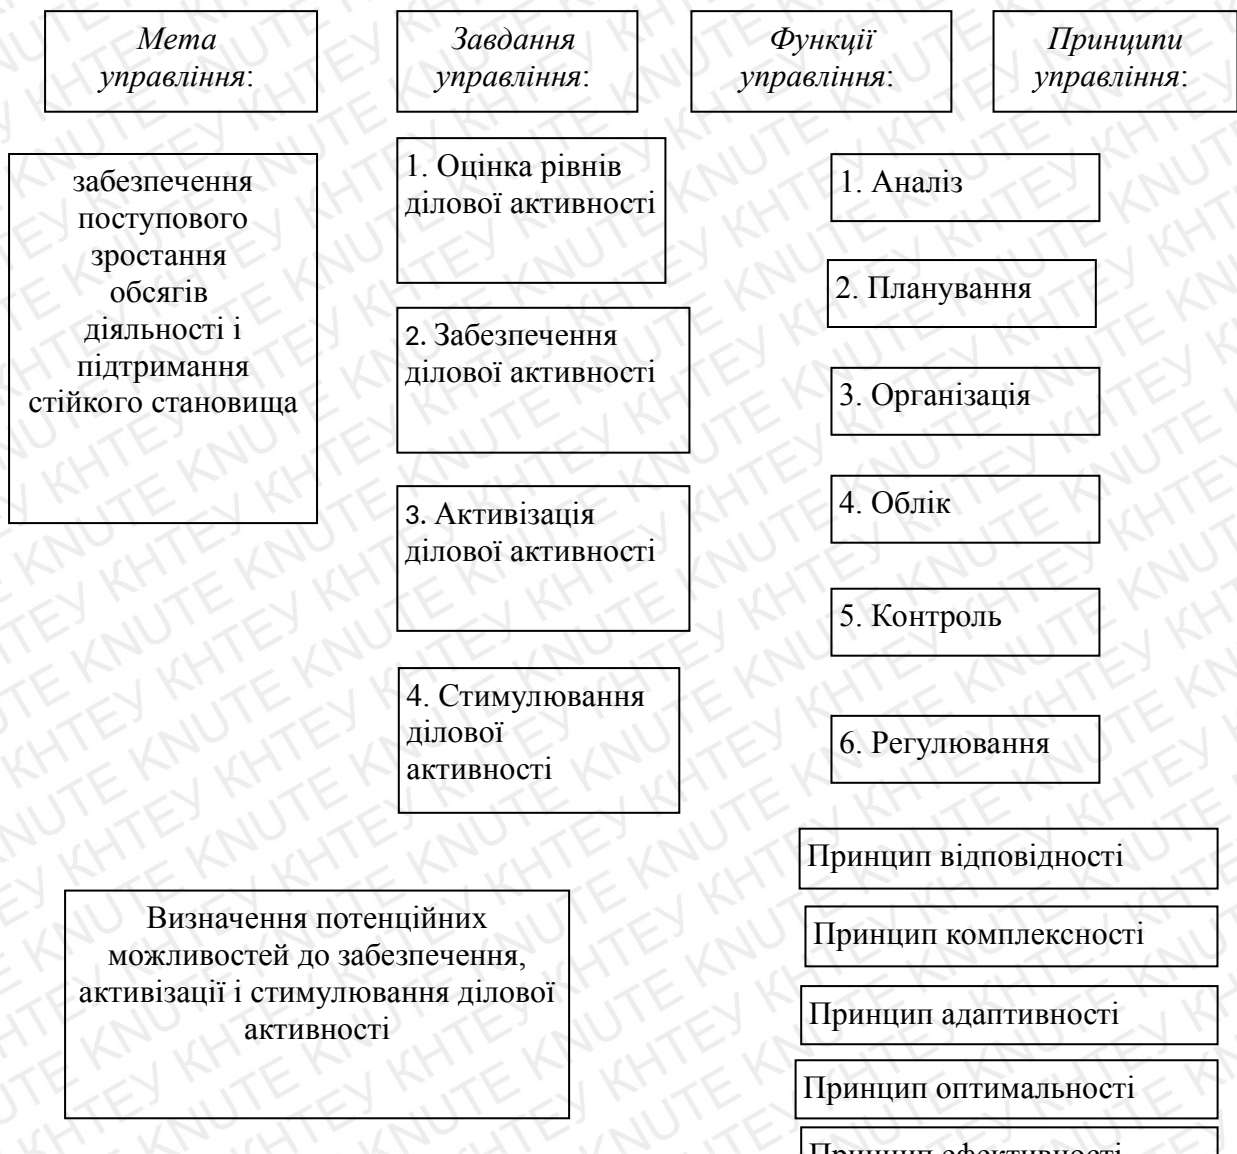 Мета
управління:
Завдання
управління:
Функції
управління:
Принципи
управління:
забезпечення
поступового
зростання
обсягів
діяльності і
підтримання
стійкого становища
1. Оцінка рівнів
ділової активності
2. Забезпечення
ділової активності
3. Активізація
ділової активності
4. Стимулювання
ділової
активності
1. Аналіз
2. Планування
3. Організація
4. Облік
5. Контроль
6. Регулювання
Визначення потенційних
можливостей до забезпечення,
активізації і стимулювання ділової
активності
Принцип відповідності
Принцип комплексності
Принцип адаптивності
Принцип оптимальності
Принцип ефективності